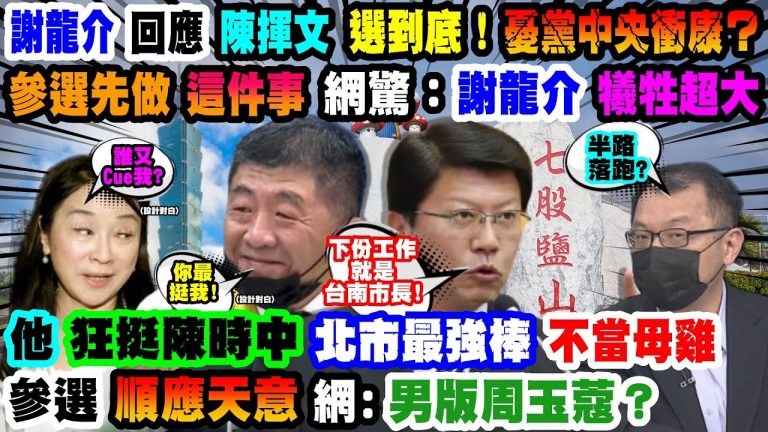 謝龍介 回應 陳揮文 選到底！憂黨中央衝康？
參選先做 這件事 網驚：謝龍介 犧牲超大
誰又
Cue我?
(設計對白)
你最
挺我!
(設計對白)
下份工作
就是
台南市長!
七股鹽山
半路
落跑?
他 狂挺陳時中 北市最強棒 不當母雞
參選 順應天意 網:男版周玉蔻？